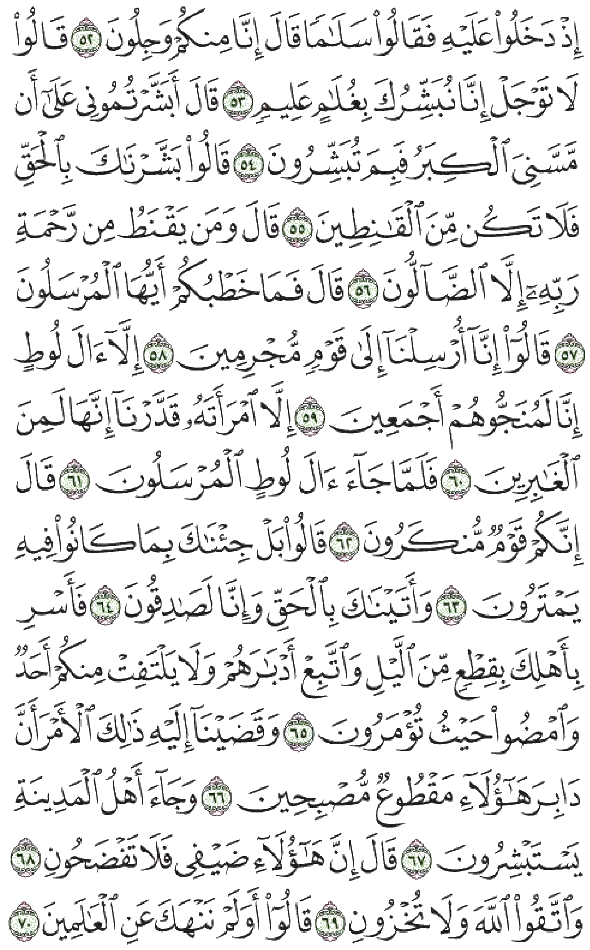 إِذْ دَخَلُوا۟ عَلَيْهِ فَقَالُوا۟ سَلَـٰمًا قَالَ إِنَّا مِنكُمْ وَجِلُونَ ٥٢ قَالُوا۟
لَا تَوْجَلْ إِنَّا نُبَشِّرُكَ بِغُلَـٰمٍ عَلِيمٍ ٥٣ قَالَ أَبَشَّرْتُمُونِى عَلَىٰٓ أَن
مَّسَّنِىَ ٱلْكِبَرُ فَبِمَ تُبَشِّرُونَ ٥٤ قَالُوا۟ بَشَّرْنَـٰكَ بِٱلْحَقِّ
فَلَا تَكُن مِّنَ ٱلْقَـٰنِطِينَ ٥٥ قَالَ وَمَن يَقْنَطُ مِن رَّحْمَةِ
رَبِّهِۦٓ إِلَّا ٱلضَّآلُّونَ ٥٦ قَالَ فَمَا خَطْبُكُمْ أَيُّهَا ٱلْمُرْسَلُونَ
٥٧ قَالُوٓا۟ إِنَّآ أُرْسِلْنَآ إِلَىٰ قَوْمٍ مُّجْرِمِينَ ٥٨ إِلَّآ ءَالَ لُوطٍ
إِنَّا لَمُنَجُّوهُمْ أَجْمَعِينَ ٥٩ إِلَّا ٱمْرَأَتَهُۥ قَدَّرْنَآ إِنَّهَا لَمِنَ
ٱلْغَـٰبِرِينَ ٦٠ فَلَمَّا جَآءَ ءَالَ لُوطٍ ٱلْمُرْسَلُونَ ٦١ قَالَ
إِنَّكُمْ قَوْمٌ مُّنكَرُونَ ٦٢ قَالُوا۟ بَلْ جِئْنَـٰكَ بِمَا كَانُوا۟ فِيهِ
يَمْتَرُونَ ٦٣ وَأَتَيْنَـٰكَ بِٱلْحَقِّ وَإِنَّا لَصَـٰدِقُونَ ٦٤ فَأَسْرِ
بِأَهْلِكَ بِقِطْعٍ مِّنَ ٱلَّيْلِ وَٱتَّبِعْ أَدْبَـٰرَهُمْ وَلَا يَلْتَفِتْ مِنكُمْ أَحَدٌ
وَٱمْضُوا۟ حَيْثُ تُؤْمَرُونَ ٦٥ وَقَضَيْنَآ إِلَيْهِ ذَٰلِكَ ٱلْأَمْرَ أَنَّ
دَابِرَ هَـٰٓؤُلَآءِ مَقْطُوعٌ مُّصْبِحِينَ ٦٦ وَجَآءَ أَهْلُ ٱلْمَدِينَةِ
يَسْتَبْشِرُونَ ٦٧ قَالَ إِنَّ هَـٰٓؤُلَآءِ ضَيْفِى فَلَا تَفْضَحُونِ ٦٨
وَٱتَّقُوا۟ ٱللَّهَ وَلَا تُخْزُونِ ٦٩ قَالُوٓا۟ أَوَلَمْ نَنْهَكَ عَنِ ٱلْعَـٰلَمِينَ ٧٠